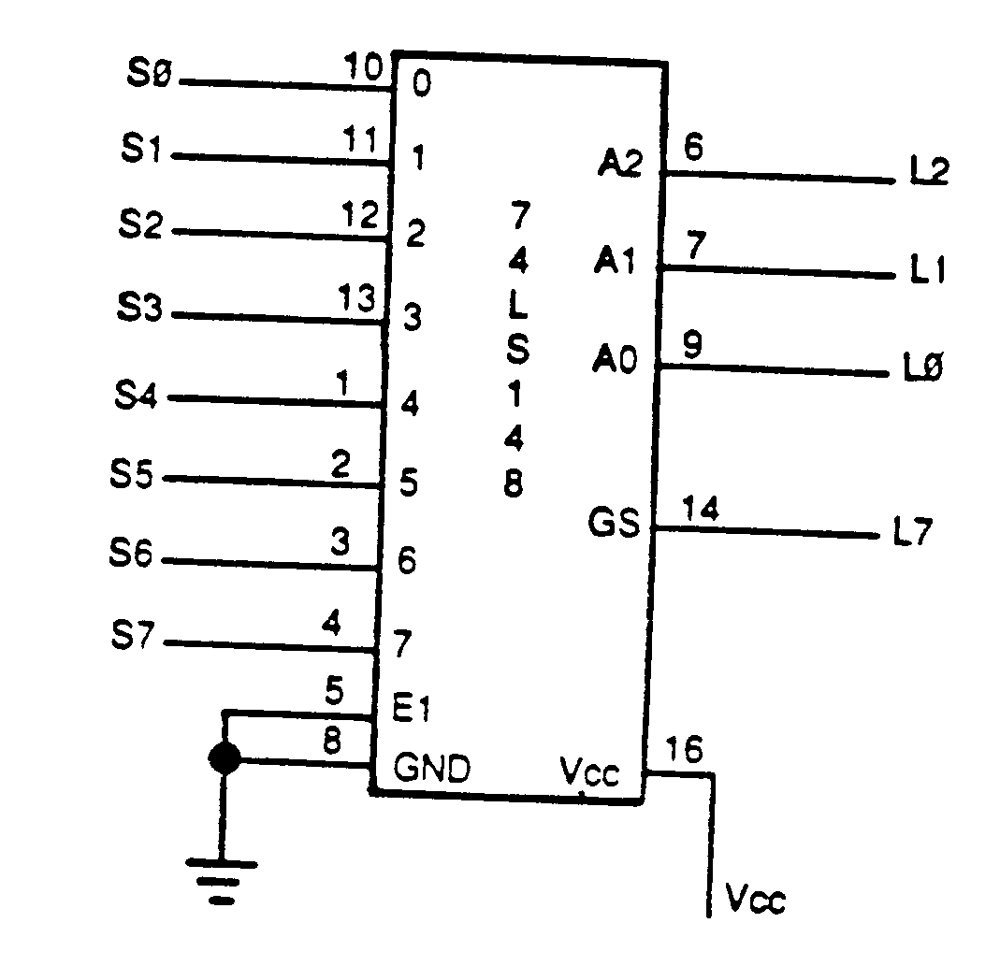 SØ 10 0
S1 11 1
S2 12 2
S3 13 3
S4 1 4
S5 2 5
S6 3 6
S7 4 7
5 E1
8 GND
7
4
L
S
1
4
8
A2 6 L2
A1 7 L1
A0 9 LØ
GS 14 L7
Vcc 16
Vcc